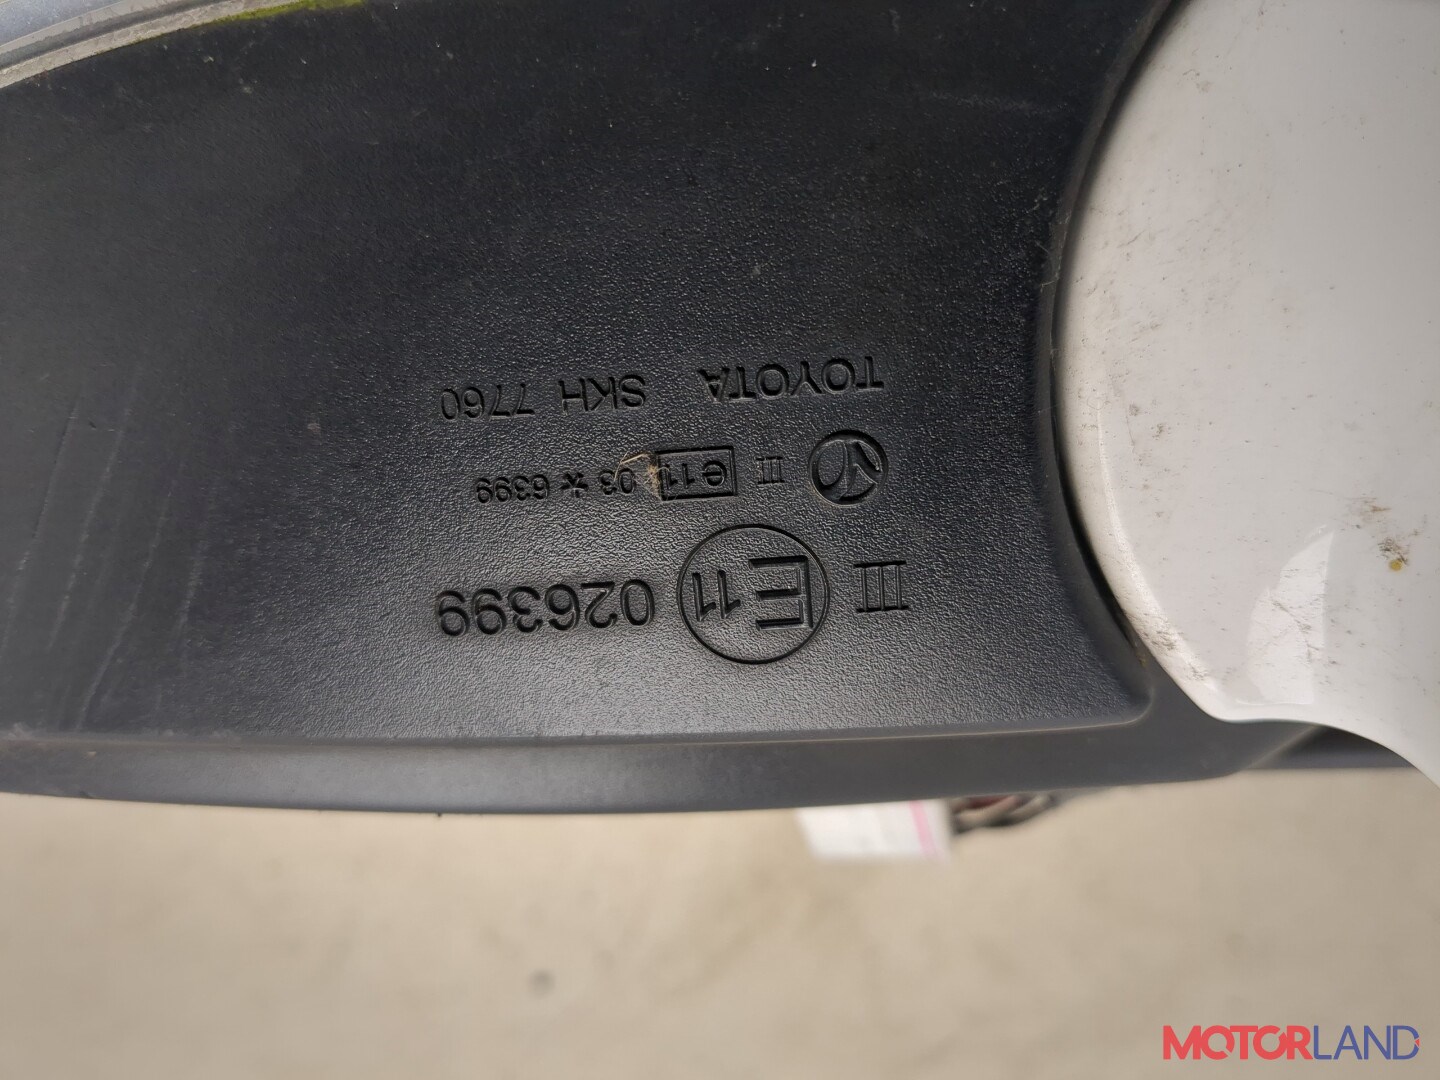 III E11 026399
III e11 03*6399
TOYOTA SKH 7760
MOTORLAND